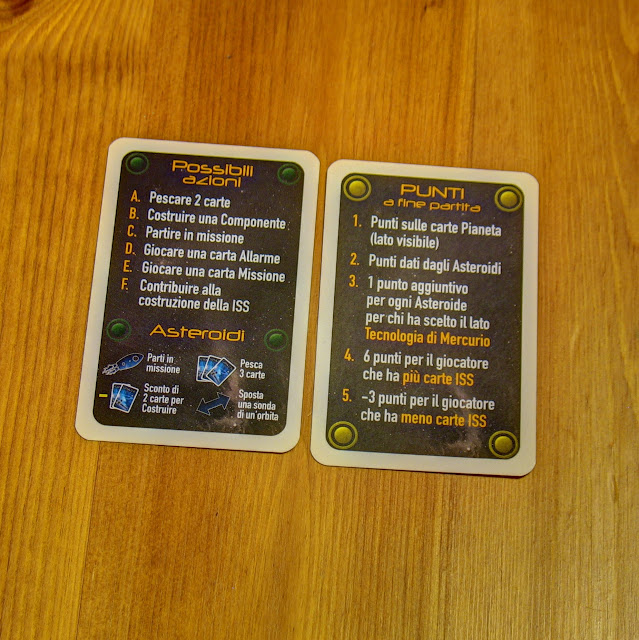 Possibili
azioni
A. Pescare 2 carte
B. Costruire una Componente
C. Partire in missione
D. Giocare una carta Allarme
E. Giocare una carta Missione
F. Contribuire alla
costruzione della ISS
Asteroidi
Parti in
missione
Pesca
3 carte
Sconto di
2 carte per
Costruire
Sposta
una sonda
di un'orbita
PUNTI
a fine partita
1. Punti sulle carte Pianeta
(lato visibile)
2. Punti dati dagli Asteroidi
3. 1 punto aggiuntivo
per ogni Asteroide
per chi ha scelto il lato
Tecnologia di Mercurio
4. 6 punti per il giocatore
che ha più carte ISS
5. -3 punti per il giocatore
che ha meno carte ISS